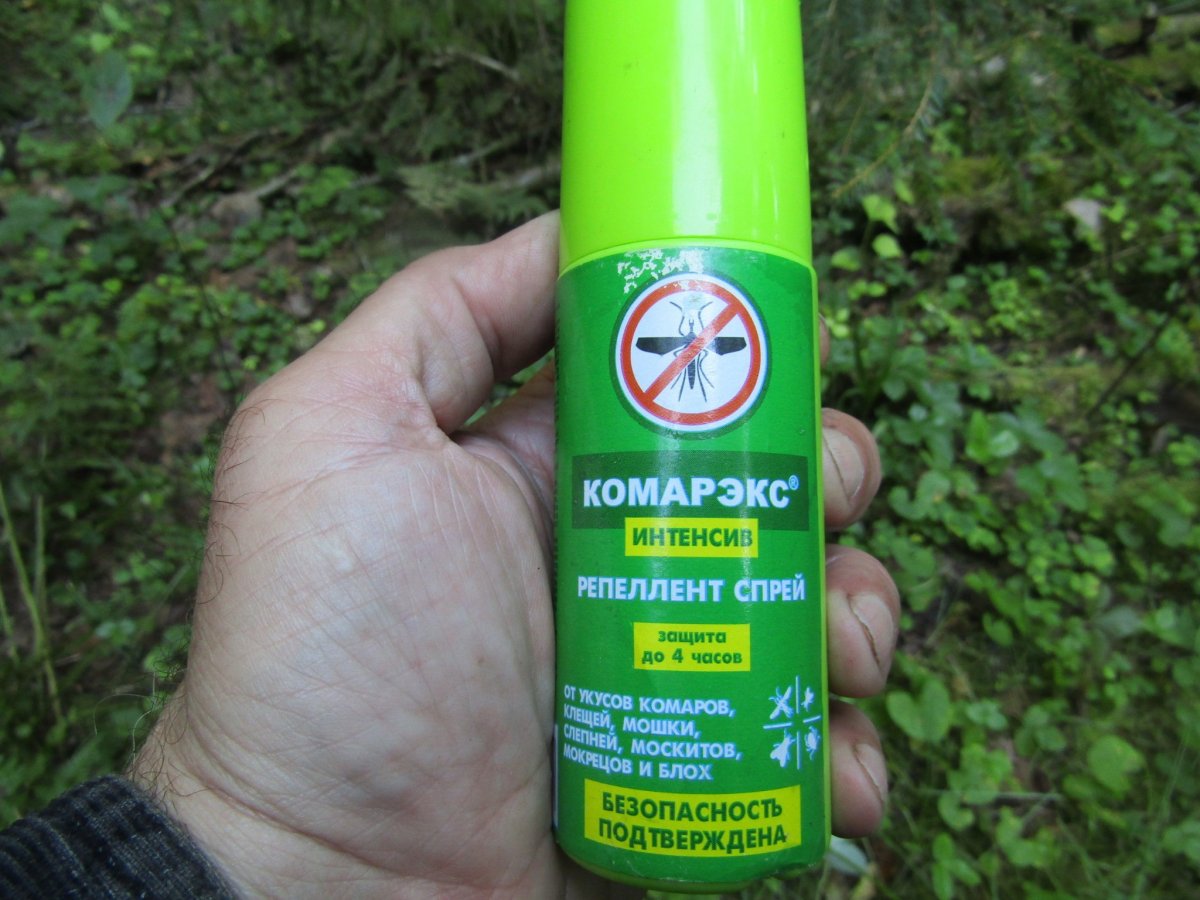 КОМАРЭКС®
ИНТЕНСИВ
РЕПЕЛЛЕНТ СПРЕЙ
защита
до 4 часов
ОТ УКУСОВ КОМАРОВ,
КЛЕЩЕЙ, МОШКИ,
СЛЕПНЕЙ, МОСКИТОВ,
МОКРЕЦОВ И БЛОХ
БЕЗОПАСНОСТЬ
ПОДТВЕРЖДЕНА